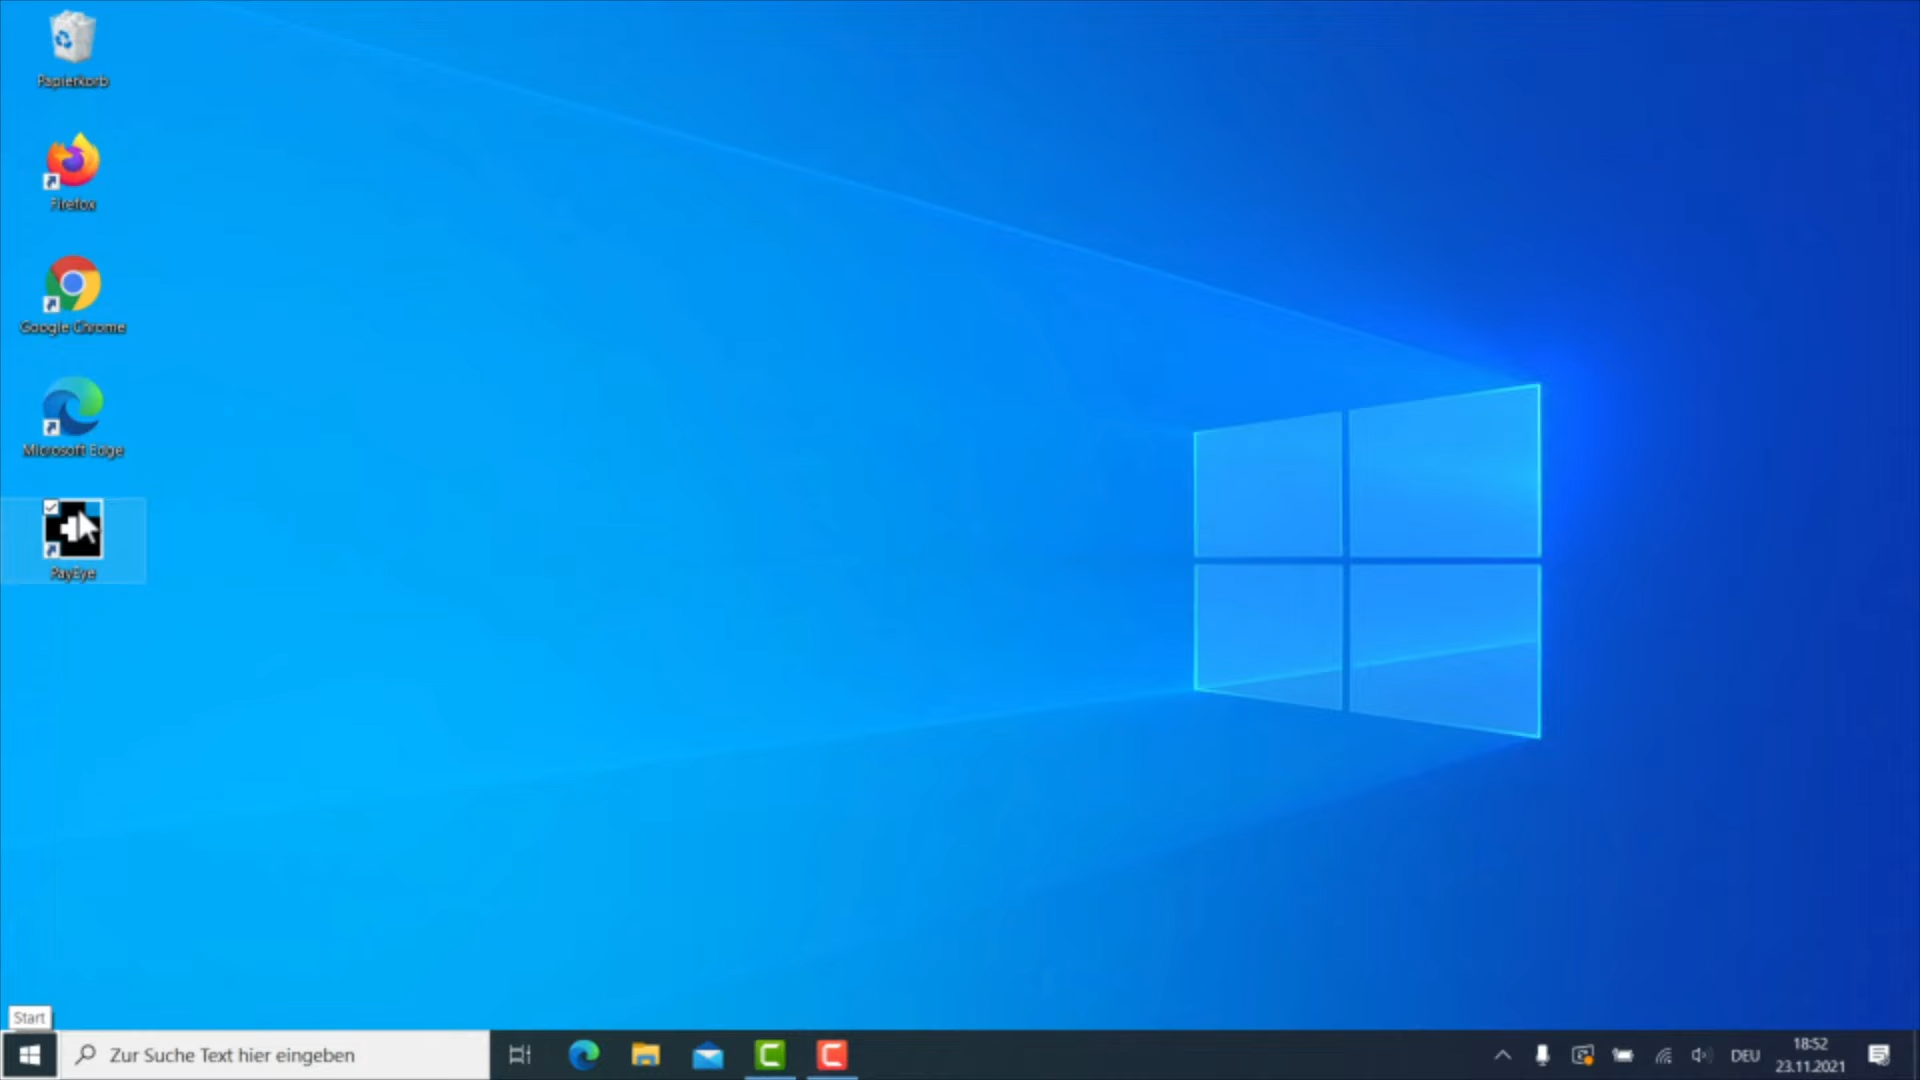 Papierkorb
Firefox
Google Chrome
Microsoft Edge
PayEye
Start
Zur Suche Text hier eingeben
DEU
18:52
23.11.2021